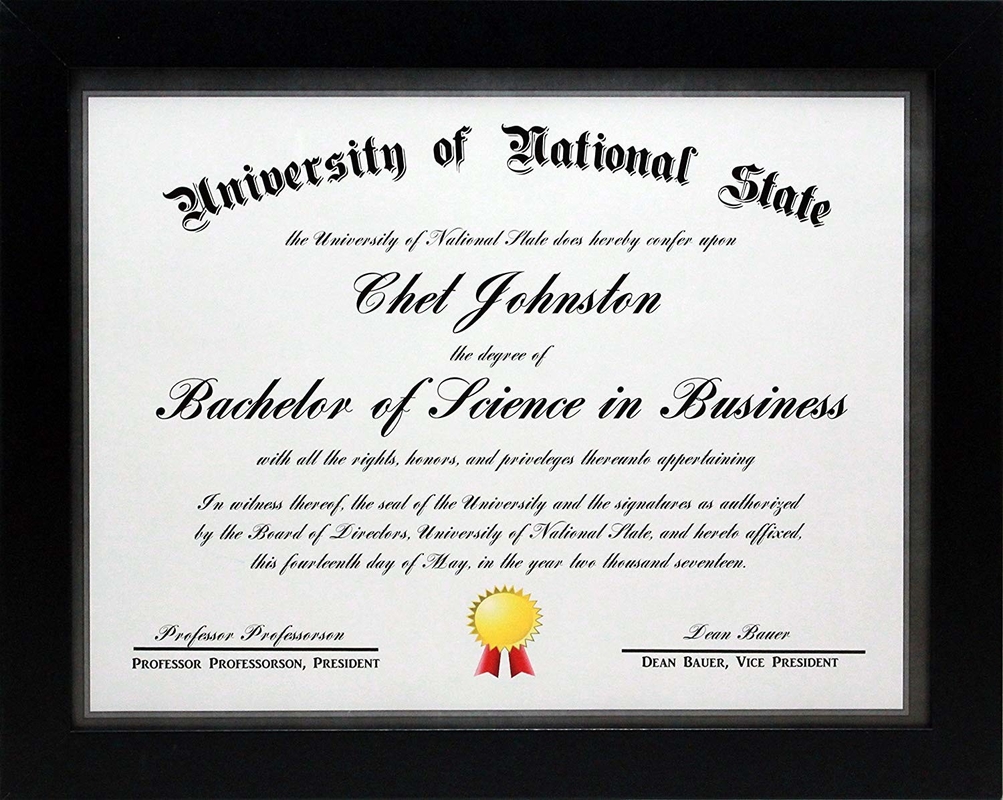 University of National State
the University of National State does hereby confer upon
Chet Johnston
the degree of
Bachelor of Science in Business
with all the rights, honors, and priveleges thereunto appertaining
In witness thereof, the seal of the University and the signatures as authorized
by the Board of Directors, University of National State, and hereto affixed,
this fourteenth day of May, in the year two thousand seventeen.
Professor Professorson
Professor Professorson, President
Dean Bauer
Dean Bauer, Vice President